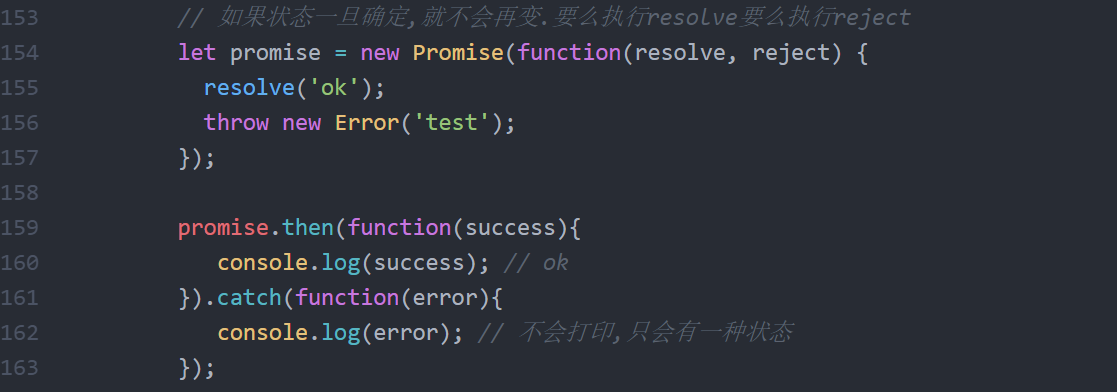 153 // 如果状态一旦确定,就不会再变.要么执行resolve要么执行reject
154 let promise = new Promise(function(resolve, reject) {
155 resolve('ok');
156 throw new Error('test');
157 });
158
159 promise.then(function(success){
160 console.log(success); // ok
161 }).catch(function(error){
162 console.log(error); // 不会打印,只会有一种状态
163 });